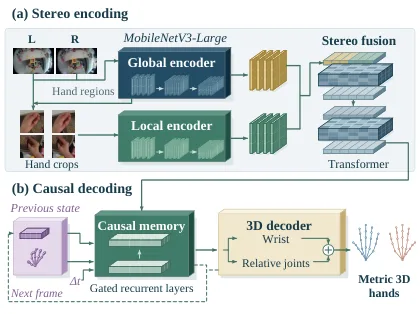 (a) Stereo encoding
L R
MobileNetV3-Large
Stereo fusion
Global encoder
Hand regions
Local encoder
Hand crops
Transformer
(b) Causal decoding
Previous state
Causal memory
3D decoder
Wrist
Relative joints
Δt
Next frame
Gated recurrent layers
Metric 3D
hands